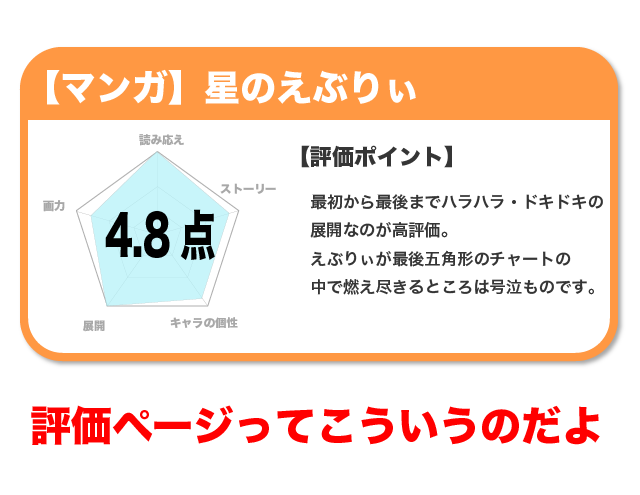 【マンガ】星のえぶりぃ
読み応え
ストーリー
画力
4.8 点
展開
キャラの個性
【評価ポイント】
最初から最後までハラハラ・ドキドキの
展開なのが高評価。
えぶりぃが最後五角形のチャートの
中で燃え尽きるところは号泣ものです。
評価ページってこういうのだよ